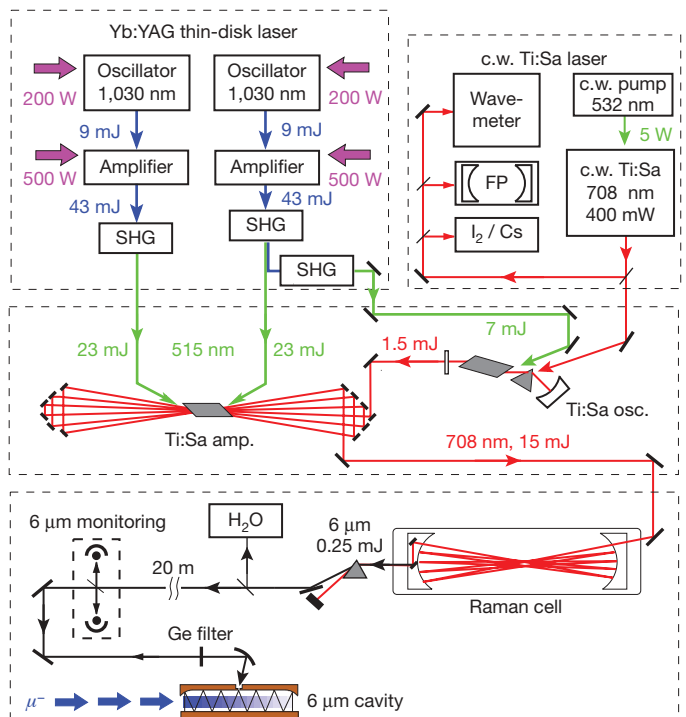 Yb:YAG thin-disk laser
Oscillator
1,030 nm
Oscillator
1,030 nm
200 W
200 W
9 mJ
9 mJ
Amplifier
Amplifier
500 W
500 W
43 mJ
43 mJ
SHG
SHG
SHG
c.w. Ti:Sa laser
Wave-
meter
c.w. pump
532 nm
5 W
FP
c.w. Ti:Sa
708 nm
400 mW
I₂ / Cs
23 mJ
515 nm
23 mJ
7 mJ
1.5 mJ
Ti:Sa osc.
Ti:Sa amp.
708 nm, 15 mJ
6 μm monitoring
H₂O
6 μm
0.25 mJ
20 m
Raman cell
Ge filter
μ⁻
6 μm cavity